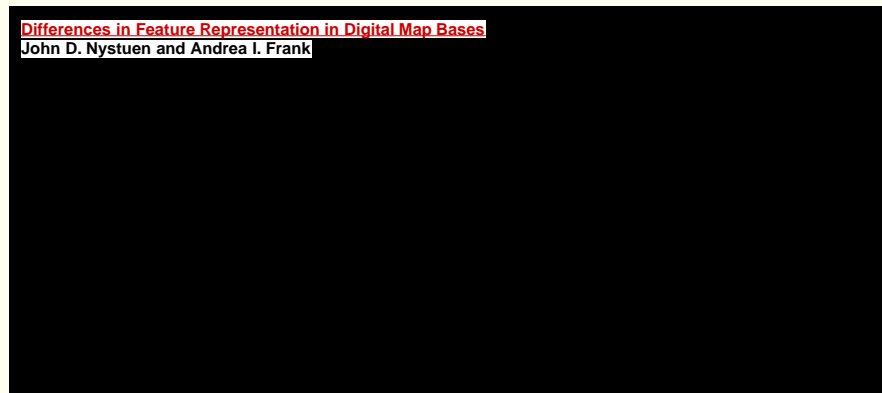 Differences in Feature Representation in Digital Map Bases
John D. Nystuen and Andrea I. Frank